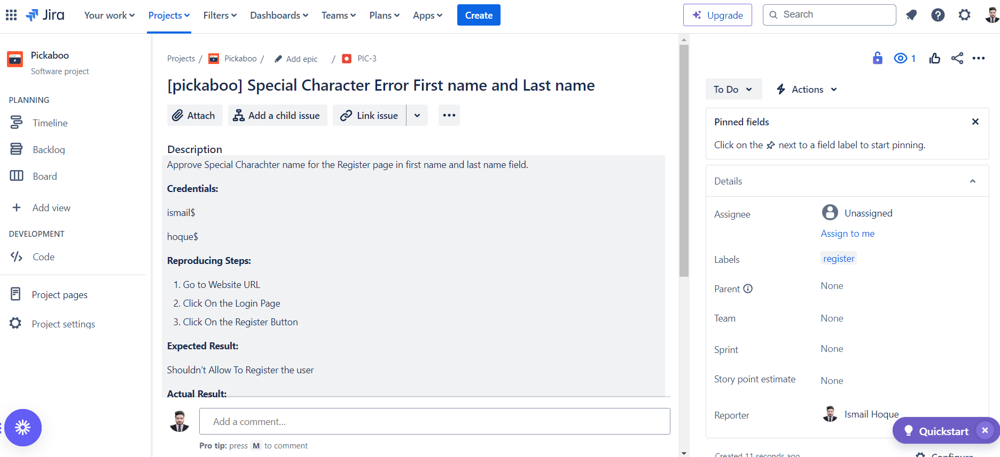 Jira Your work Projects Filters Dashboards Teams Plans Apps Create Upgrade Search
Pickaboo
Software project
PLANNING
Timeline
Backlog
Board
Add view
DEVELOPMENT
Code
Project pages
Project settings
Projects / Pickaboo / Add epic / PIC-3
[pickaboo] Special Character Error First name and Last name
Attach Add a child issue Link issue
Description
Approve Special Charachter name for the Register page in first name and last name field.
Credentials:
ismail$
hoque$
Reproducing Steps:
1. Go to Website URL
2. Click On the Login Page
3. Click On the Register Button
Expected Result:
Shouldn't Allow To Register the user
Actual Result:
Add a comment...
Pro tip: press M to comment
1
To Do Actions
Pinned fields
Click on the next to a field label to start pinning.
Details
Assignee Unassigned
Assign to me
Labels register
Parent None
Team None
Sprint None
Story point estimate None
Reporter Ismail Hoque
Quickstart
Created 11 seconds ago Configure